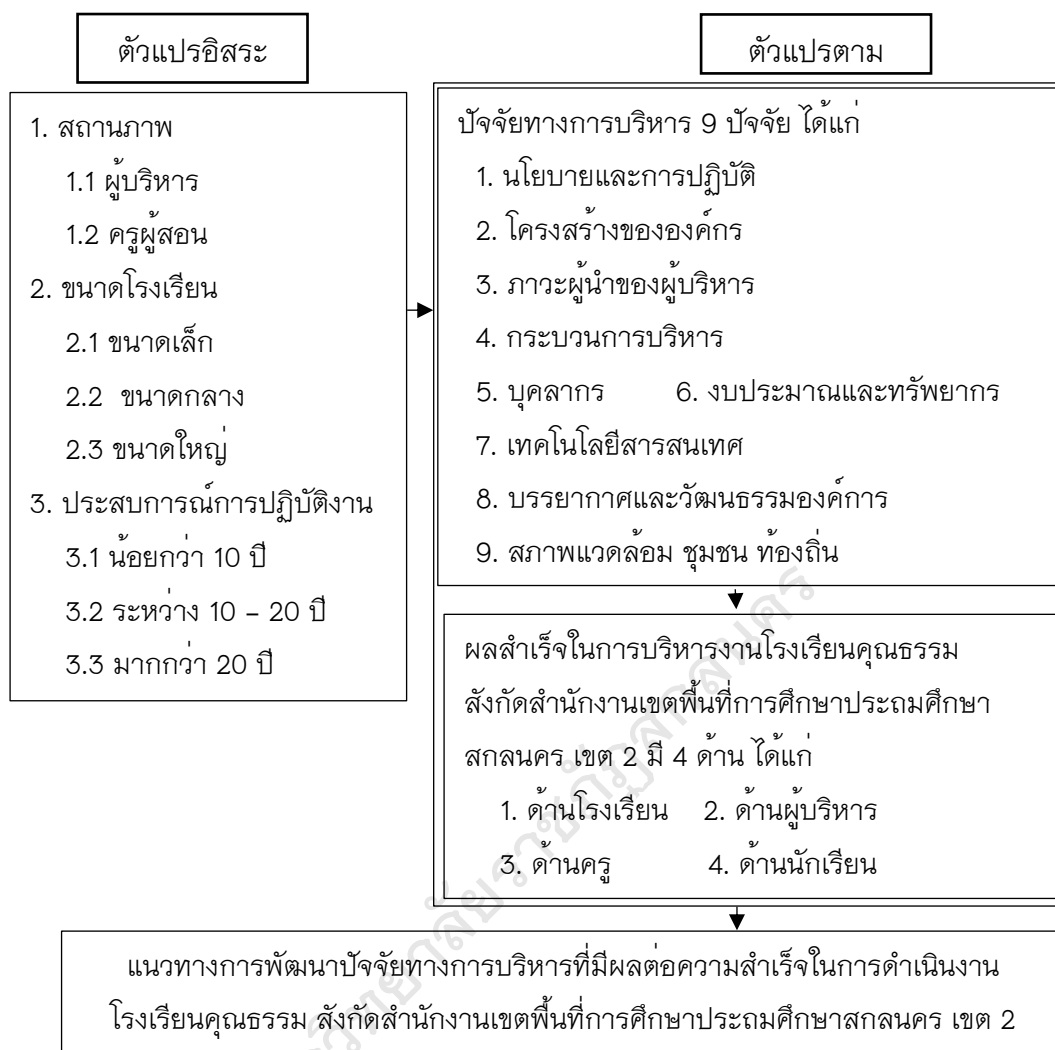 ตัวแปรอิสระ
1. สถานภาพ
1.1 ผู้บริหาร
1.2 ครูผู้สอน
2. ขนาดโรงเรียน
2.1 ขนาดเล็ก
2.2 ขนาดกลาง
2.3 ขนาดใหญ่
3. ประสบการณ์การปฏิบัติงาน
3.1 น้อยกว่า 10 ปี
3.2 ระหว่าง 10 – 20 ปี
3.3 มากกว่า 20 ปี
ตัวแปรตาม
ปัจจัยทางการบริหาร 9 ปัจจัย ได้แก่
1. นโยบายและการปฏิบัติ
2. โครงสร้างขององค์กร
3. ภาวะผู้นำของผู้บริหาร
4. กระบวนการบริหาร
5. บุคลากร 6. งบประมาณและทรัพยากร
7. เทคโนโลยีสารสนเทศ
8. บรรยากาศและวัฒนธรรมองค์การ
9. สภาพแวดล้อม ชุมชน ท้องถิ่น
ผลสำเร็จในการบริหารงานโรงเรียนคุณธรรม
สังกัดสำนักงานเขตพื้นที่การศึกษาประถมศึกษา
สกลนคร เขต 2 มี 4 ด้าน ได้แก่
1. ด้านโรงเรียน 2. ด้านผู้บริหาร
3. ด้านครู 4. ด้านนักเรียน
แนวทางการพัฒนาปัจจัยทางการบริหารที่มีผลต่อความสำเร็จในการดำเนินงาน
โรงเรียนคุณธรรม สังกัดสำนักงานเขตพื้นที่การศึกษาประถมศึกษาสกลนคร เขต 2